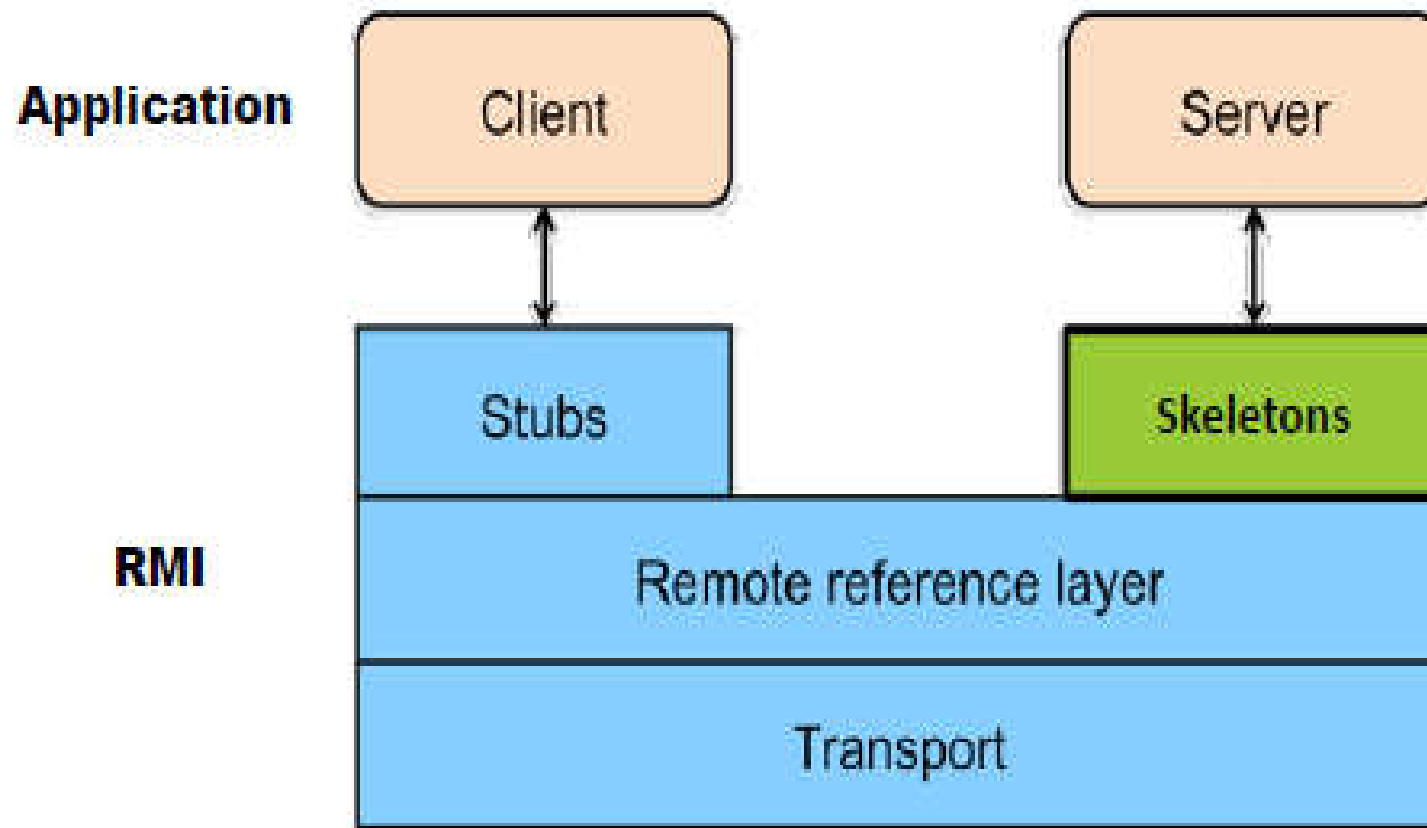 Application
Client
Server
Stubs
Skeletons
RMI
Remote reference layer
Transport